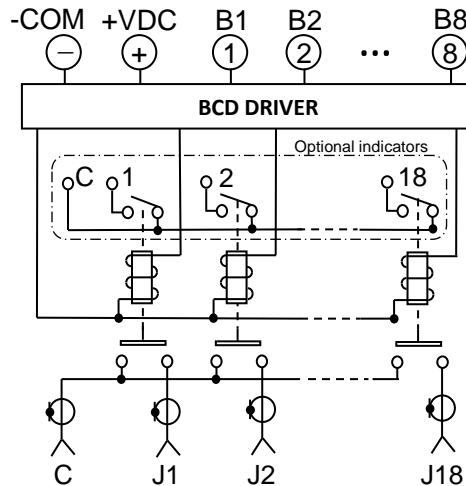 -COM +VDC B1 B2 ... B8
− + 1 2 8
BCD DRIVER
Optional indicators
C 1 2 18
C J1 J2 J18